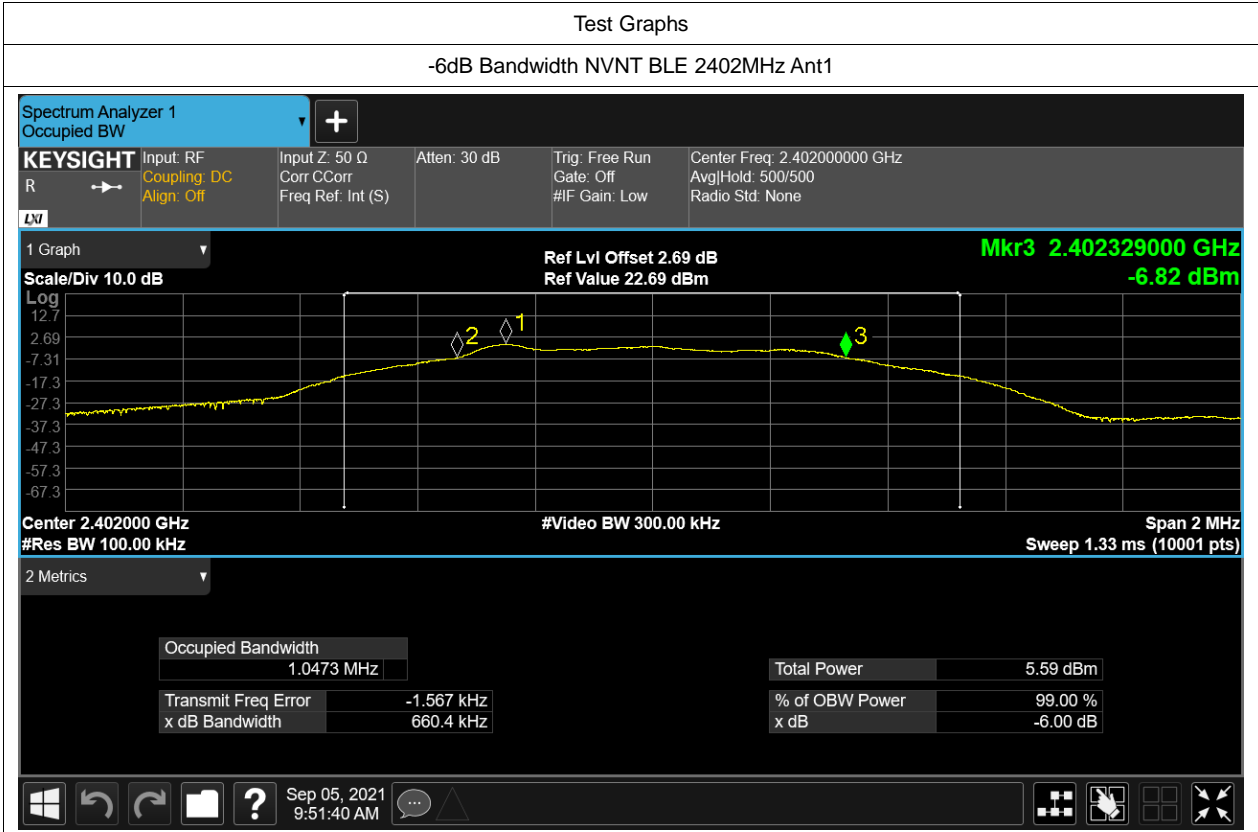 Test Graphs
-6dB Bandwidth NVNT BLE 2402MHz Ant1
Spectrum Analyzer 1
Occupied BW
KEYSIGHT
R
LXI
Input: RF
Coupling: DC
Align: Off
Input Z: 50 Ω
Corr CCorr
Freq Ref: Int (S)
Atten: 30 dB
Trig: Free Run
Gate: Off
#IF Gain: Low
Center Freq: 2.402000000 GHz
Avg|Hold: 500/500
Radio Std: None
1 Graph
Scale/Div 10.0 dB
Ref Lvl Offset 2.69 dB
Ref Value 22.69 dBm
Mkr3 2.402329000 GHz
-6.82 dBm
Log
12.7
2.69
-7.31
-17.3
-27.3
-37.3
-47.3
-57.3
-67.3
2
1
3
Center 2.402000 GHz
#Res BW 100.00 kHz
#Video BW 300.00 kHz
Span 2 MHz
Sweep 1.33 ms (10001 pts)
2 Metrics
Occupied Bandwidth
1.0473 MHz
Transmit Freq Error -1.567 kHz
x dB Bandwidth 660.4 kHz
Total Power 5.59 dBm
% of OBW Power 99.00 %
x dB -6.00 dB
?
Sep 05, 2021
9:51:40 AM